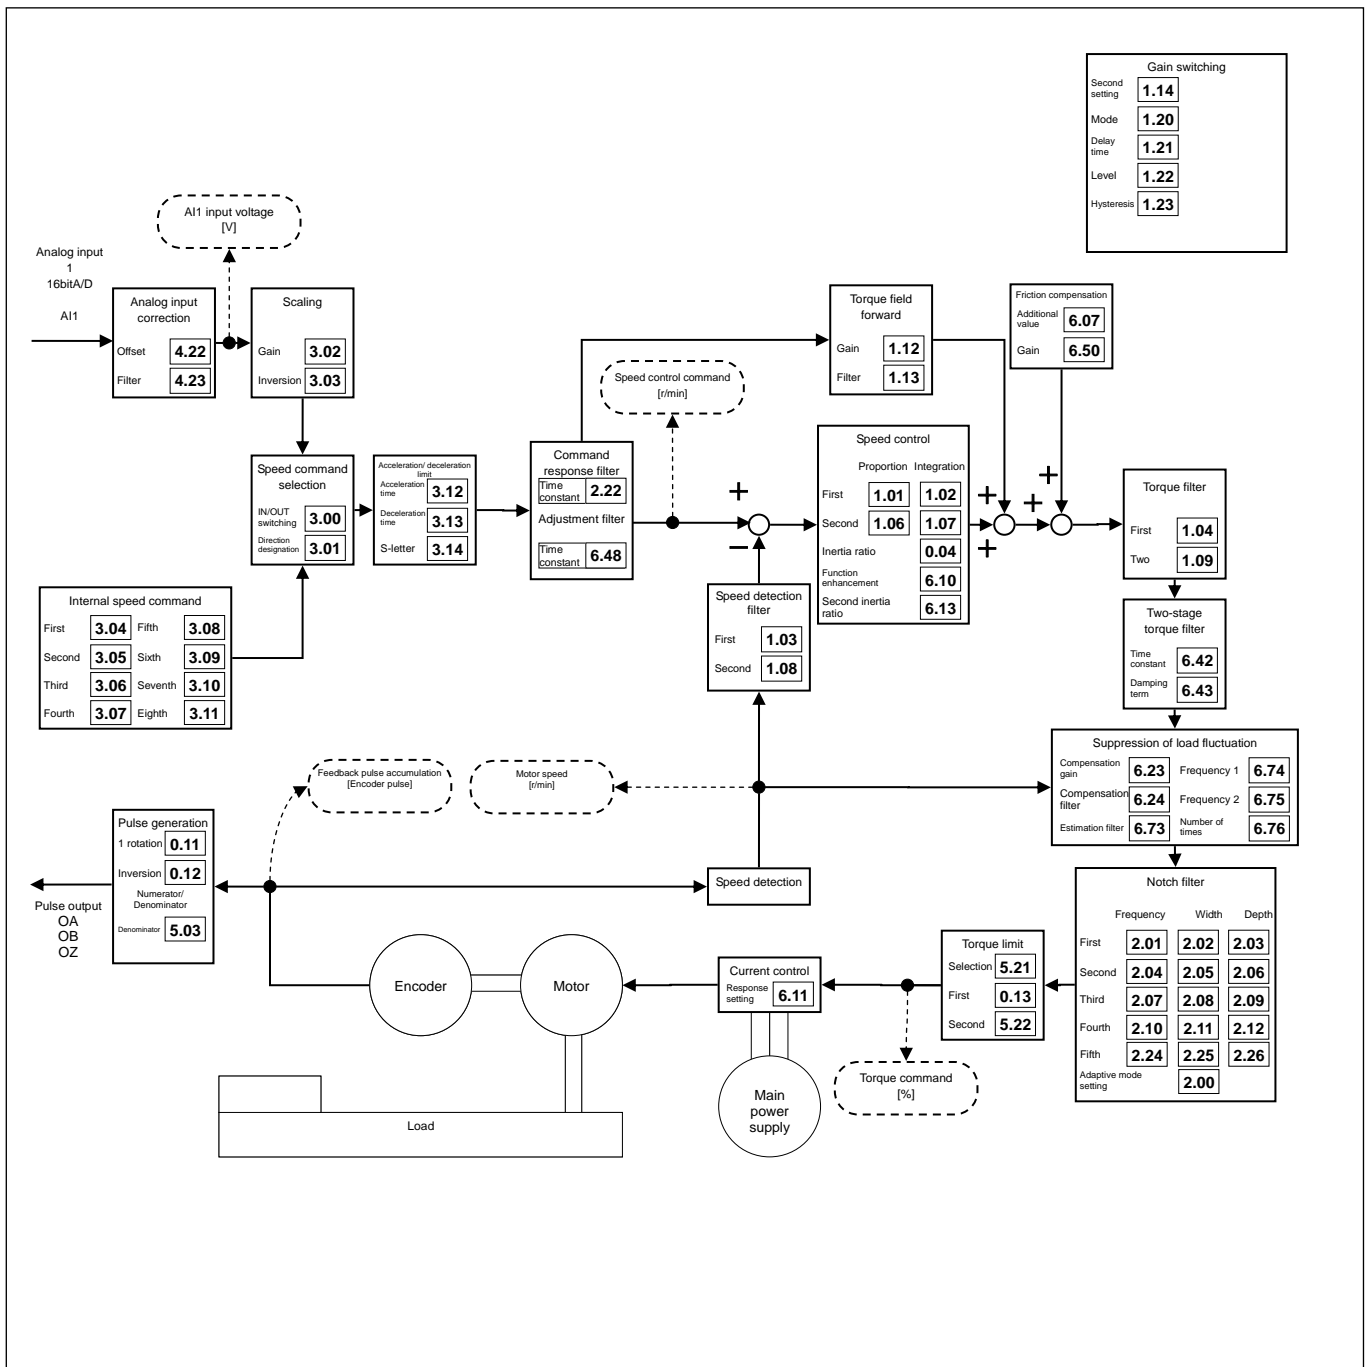 Gain switching
Second
setting
1.14
Mode
1.20
Delay
time
1.21
Level
1.22
Hysteresis
1.23
AI1 input voltage
[V]
Analog input
1
16bitA/D
AI1
Analog input
correction
Offset
4.22
Filter
4.23
Scaling
Gain
3.02
Inversion
3.03
Torque field
forward
Gain
1.12
Filter
1.13
Friction compensation
Additional
value
6.07
Gain
6.50
Speed control command
[r/min]
Speed command
selection
IN/OUT
switching
3.00
Direction
designation
3.01
Acceleration/ deceleration
limit
Acceleration
time
3.12
Deceleration
time
3.13
S-letter
3.14
Command
response filter
Time
constant
2.22
Adjustment filter
Time
constant
6.48
+
−
Speed control
Proportion Integration
First
1.01 1.02
Second
1.06 1.07
Inertia ratio
0.04
Function
enhancement
6.10
Second inertia
ratio
6.13
+
+
+
+
Torque filter
First
1.04
Two
1.09
Internal speed command
First 3.04 Fifth 3.08
Second 3.05 Sixth 3.09
Third 3.06 Seventh 3.10
Fourth 3.07 Eighth 3.11
Speed detection
filter
First
1.03
Second
1.08
Two-stage
torque filter
Time
constant
6.42
Damping
term
6.43
Feedback pulse accumulation
[Encoder pulse]
Motor speed
[r/min]
Suppression of load fluctuation
Compensation
gain
6.23
Frequency 1
6.74
Compensation
filter
6.24
Frequency 2
6.75
Estimation filter
6.73
Number of
times
6.76
Pulse generation
1 rotation
0.11
Inversion
0.12
Numerator/
Denominator
Denominator
5.03
Pulse output
OA
OB
OZ
Speed detection
Notch filter
Frequency Width Depth
First 2.01 2.02 2.03
Second 2.04 2.05 2.06
Third 2.07 2.08 2.09
Fourth 2.10 2.11 2.12
Fifth 2.24 2.25 2.26
Adaptive mode
setting
2.00
Torque limit
Selection
5.21
First
0.13
Second
5.22
Current control
Response
setting
6.11
Encoder
Motor
Torque command
[%]
Main
power
supply
Load